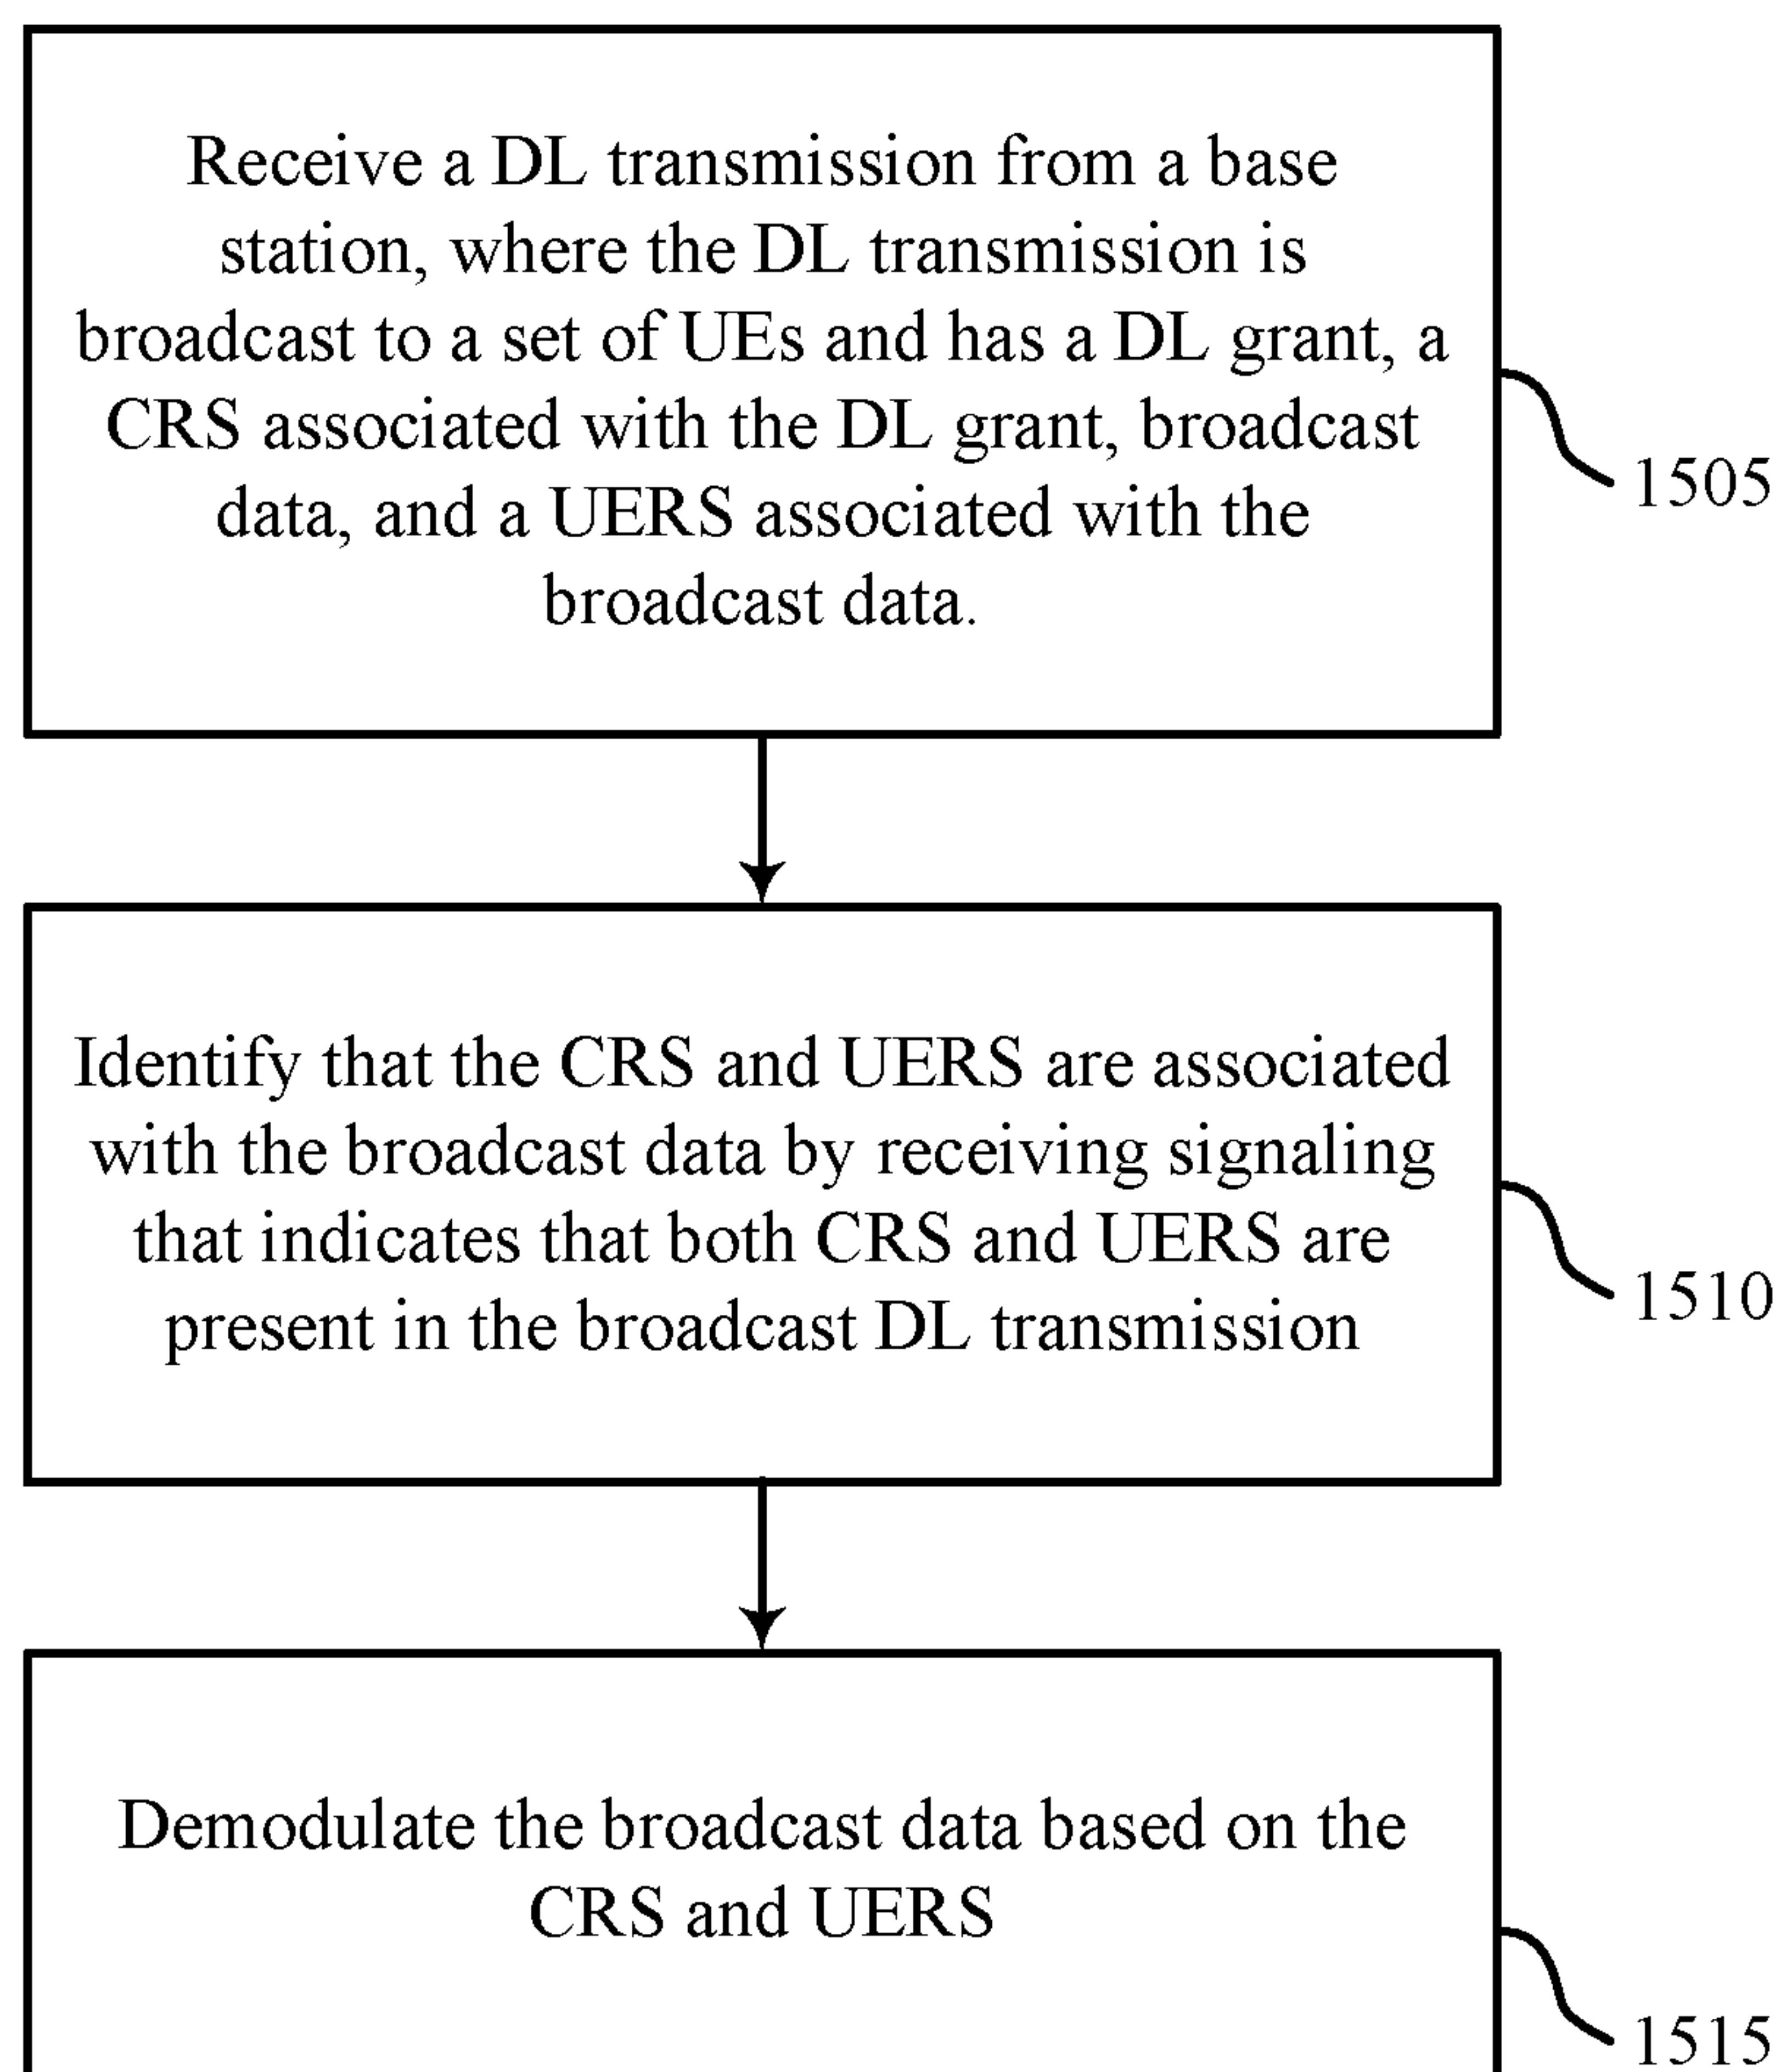 Receive a DL transmission from a base
station, where the DL transmission is
broadcast to a set of UEs and has a DL grant, a
CRS associated with the DL grant, broadcast
data, and a UERS associated with the
broadcast data.
1505
Identify that the CRS and UERS are associated
with the broadcast data by receiving signaling
that indicates that both CRS and UERS are
present in the broadcast DL transmission
1510
Demodulate the broadcast data based on the
CRS and UERS
1515